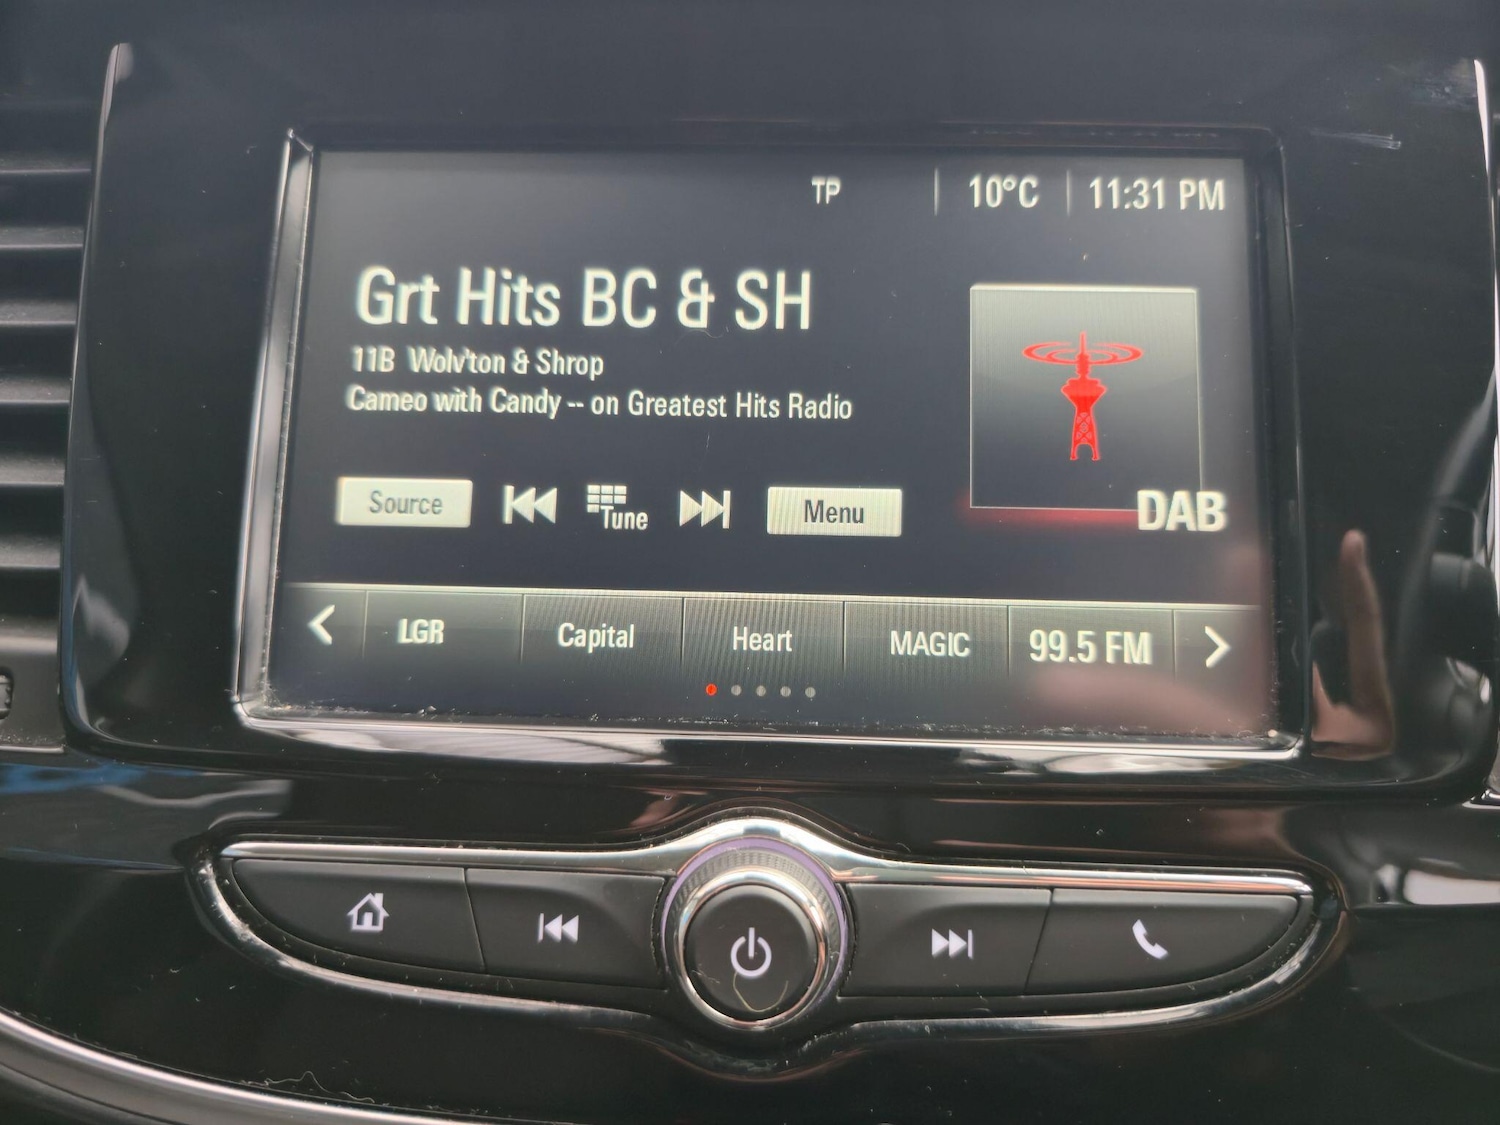 TP 10°C 11:31 PM
Grt Hits BC & SH
11B Wolv'ton & Shrop
Cameo with Candy -- on Greatest Hits Radio
Source Tune Menu
DAB
LGR Capital Heart MAGIC 99.5 FM